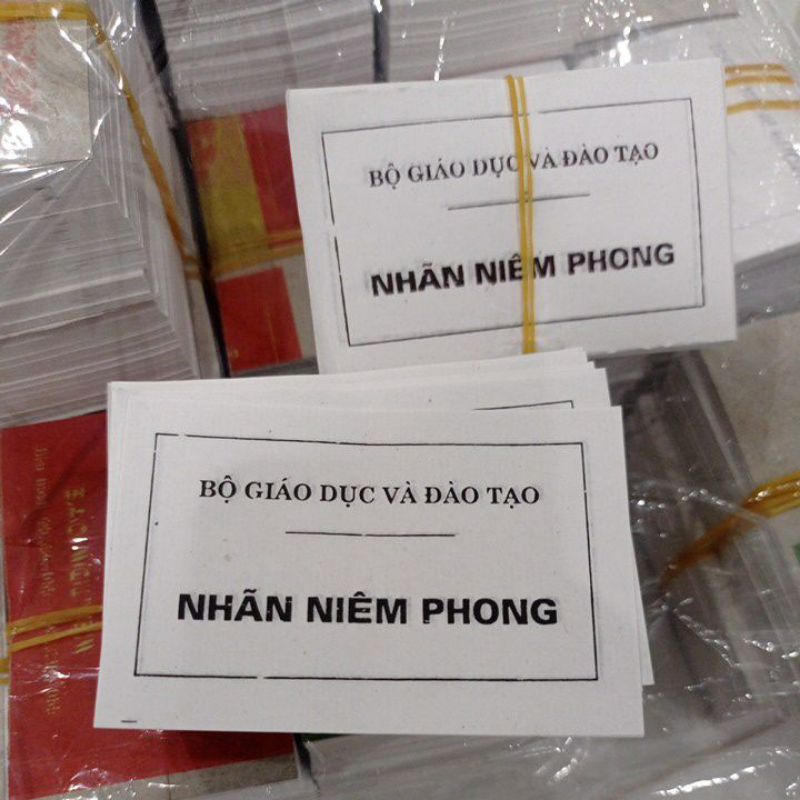 BỘ GIÁO DỤC VÀ ĐÀO TẠO
NHÃN NIÊM PHONG
BỘ GIÁO DỤC VÀ ĐÀO TẠO
NHÃN NIÊM PHONG